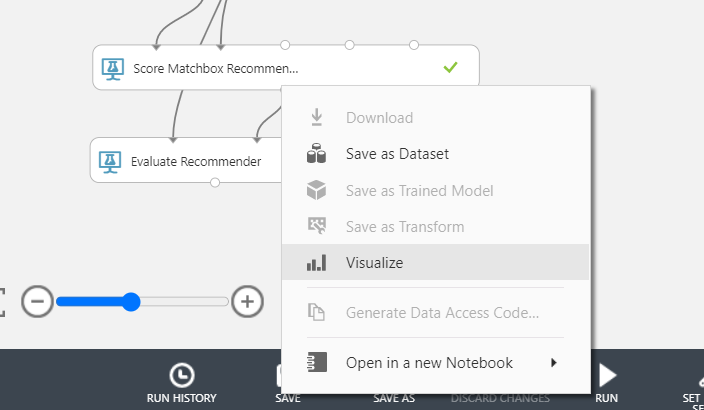 Score Matchbox Recommen...
Download
Save as Dataset
Evaluate Recommender
Save as Trained Model
Save as Transform
Visualize
Generate Data Access Code...
Open in a new Notebook
RUN HISTORY
SAVE
SAVE AS
DISCARD CHANGES
RUN
SET